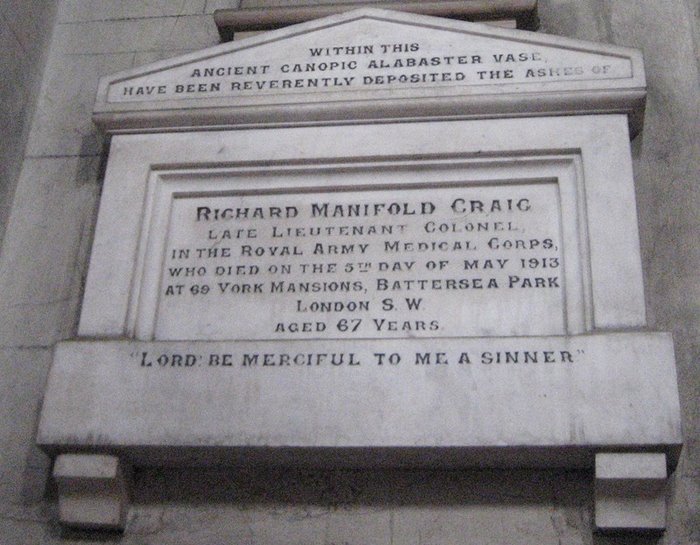 WITHIN THIS
ANCIENT CANOPIC ALABASTER VASE,
HAVE BEEN REVERENTLY DEPOSITED THE ASHES OF
RICHARD MANIFOLD CRAIG
LATE LIEUTENANT COLONEL,
IN THE ROYAL ARMY MEDICAL CORPS,
WHO DIED ON THE 5TH DAY OF MAY 1913
AT 69 YORK MANSIONS, BATTERSEA PARK
LONDON S. W.
AGED 67 YEARS.
"LORD! BE MERCIFUL TO ME A SINNER"